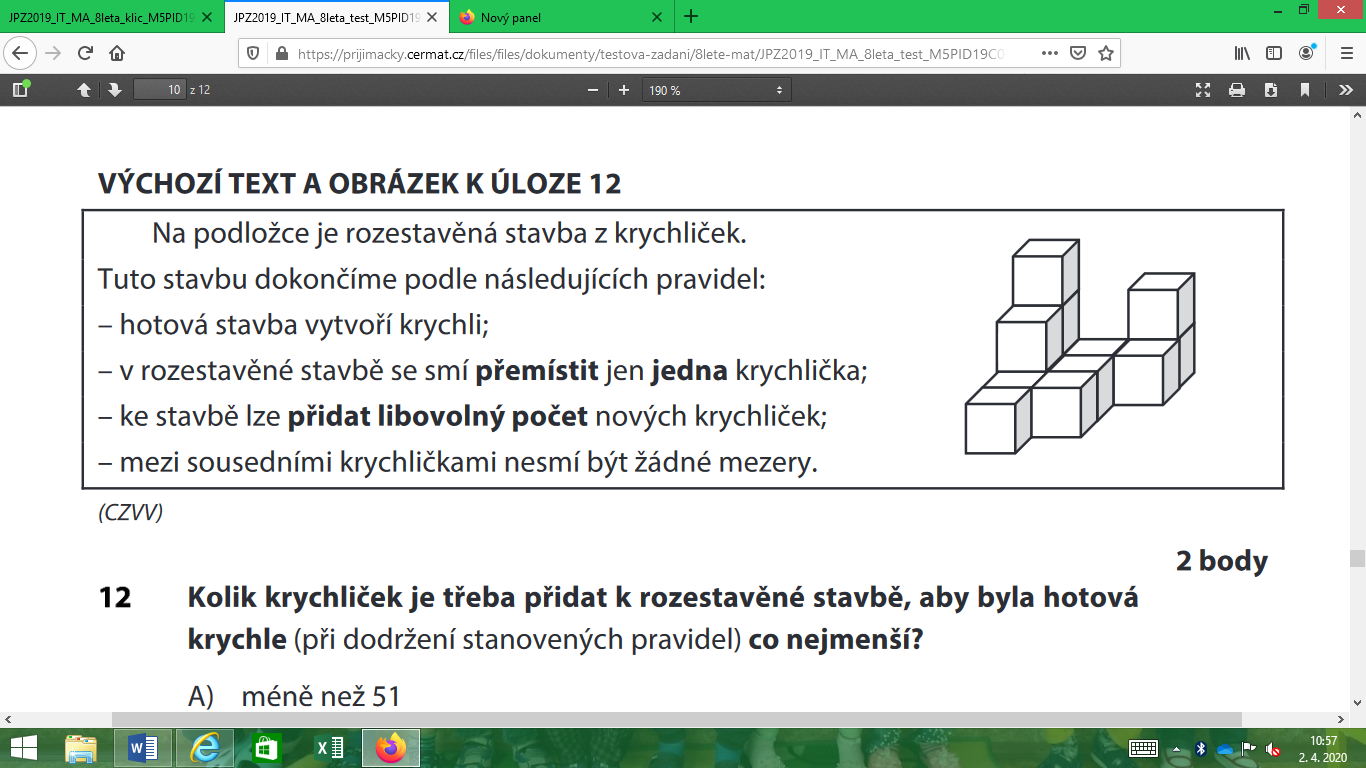 JPZ2019_IT_MA_8leta_klic_M5PID19
JPZ2019_IT_MA_8leta_test_M5PID19
Nový panel
https://prijimacky.cermat.cz/files/files/dokumenty/testova-zadani/8lete-mat/JPZ2019_IT_MA_8leta_test_M5PID19C0
10 z 12
190 %
VÝCHOZÍ TEXT A OBRÁZEK K ÚLOZE 12
Na podložce je rozestavěná stavba z krychliček.
Tuto stavbu dokončíme podle následujících pravidel:
– hotová stavba vytvoří krychli;
– v rozestavěné stavbě se smí přemístit jen jedna krychlička;
– ke stavbě lze přidat libovolný počet nových krychliček;
– mezi sousedními krychličkami nesmí být žádné mezery.
(CZVV)
2 body
12 Kolik krychliček je třeba přidat k rozestavěné stavbě, aby byla hotová
krychle (při dodržení stanovených pravidel) co nejmenší?
A) méně než 51
10:57
2. 4. 2020